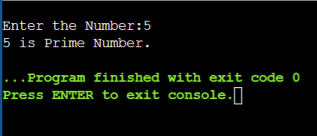 Enter the Number:5
5 is Prime Number.
...Program finished with exit code 0
Press ENTER to exit console.